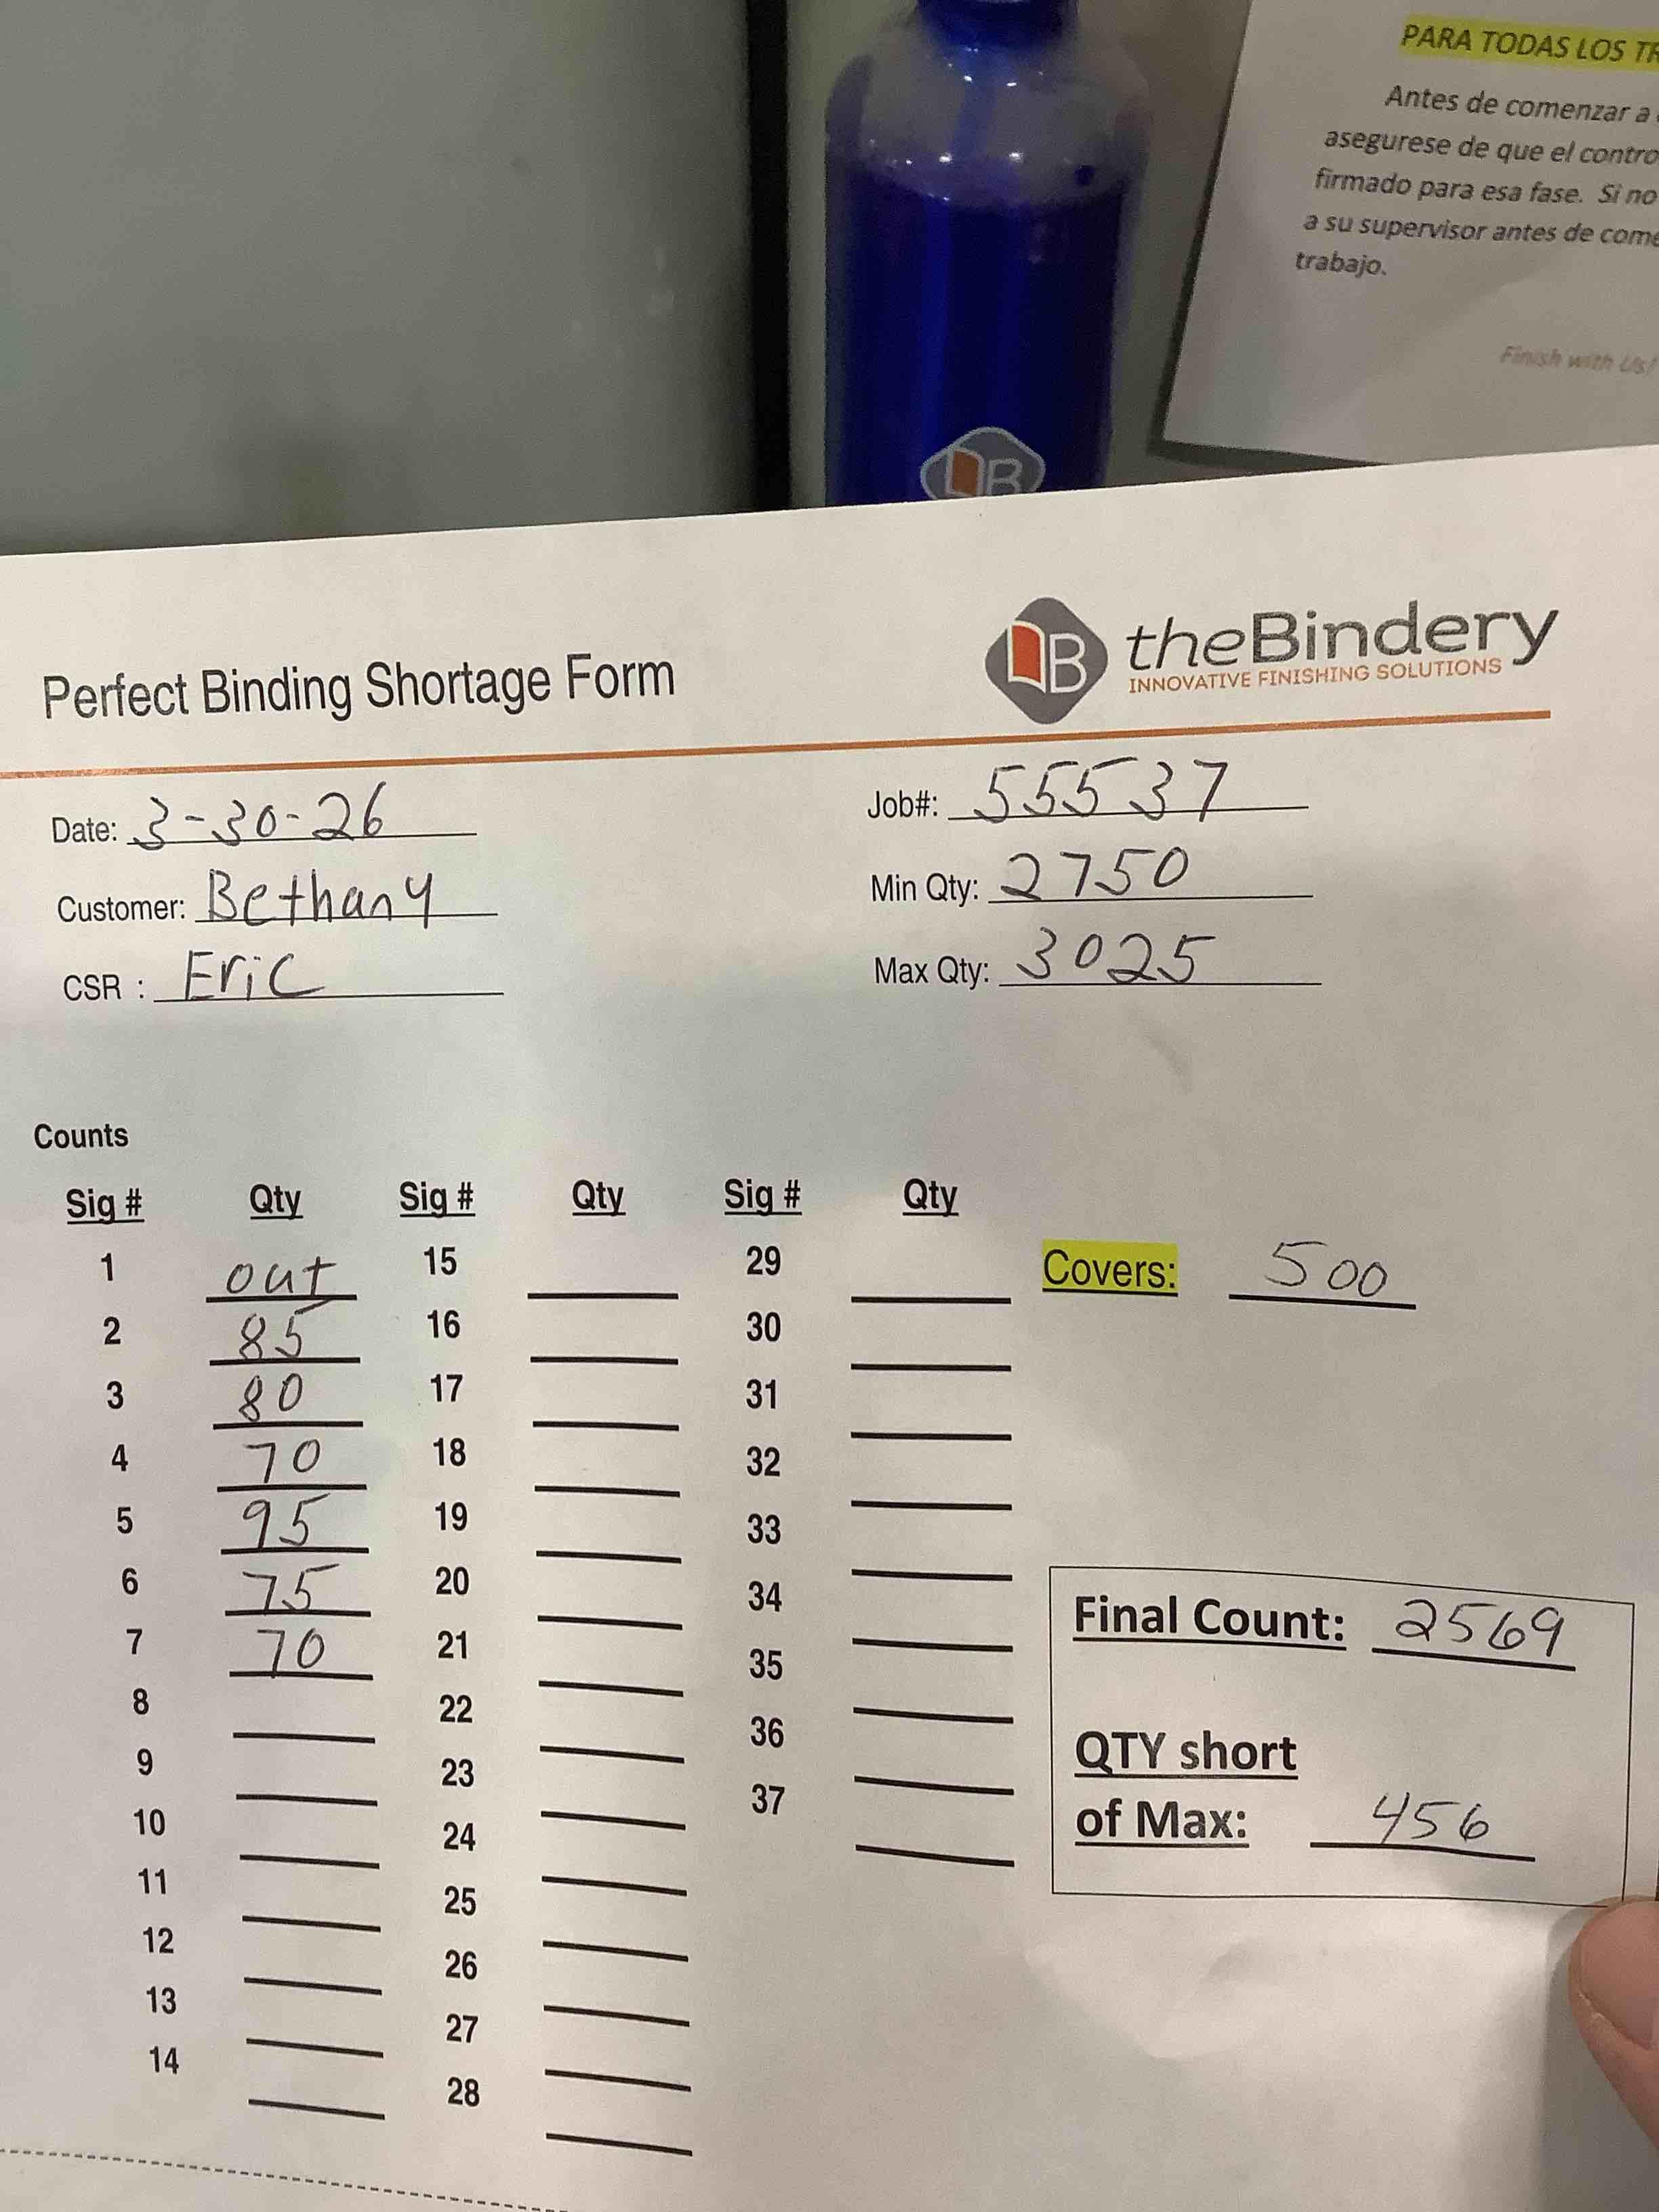 PARA TODAS LOS
Antes de comenzar a
asegurese de que el
firmado para esa fase. Si no
a su supervisor antes de
trabajo.
Finish with Us!
B
Perfect Binding Shortage Form
B theBindery
INNOVATIVE FINISHING SOLUTIONS
Date: 3-30-26
Job#: 55537
Customer: Bethany
Min Qty: 2750
CSR : Eric
Max Qty: 3025
Counts
Sig # Qty Sig # Qty Sig # Qty
1 out 15 29 Covers: 500
2 85 16 30
3 80 17 31
4 70 18 32
5 95 19 33
6 75 20 34
7 70 21 35
8 22 36
9 23 37
10 24
11 25
12 26
13 27
14 28
Final Count: 2569
QTY short
of Max: 456